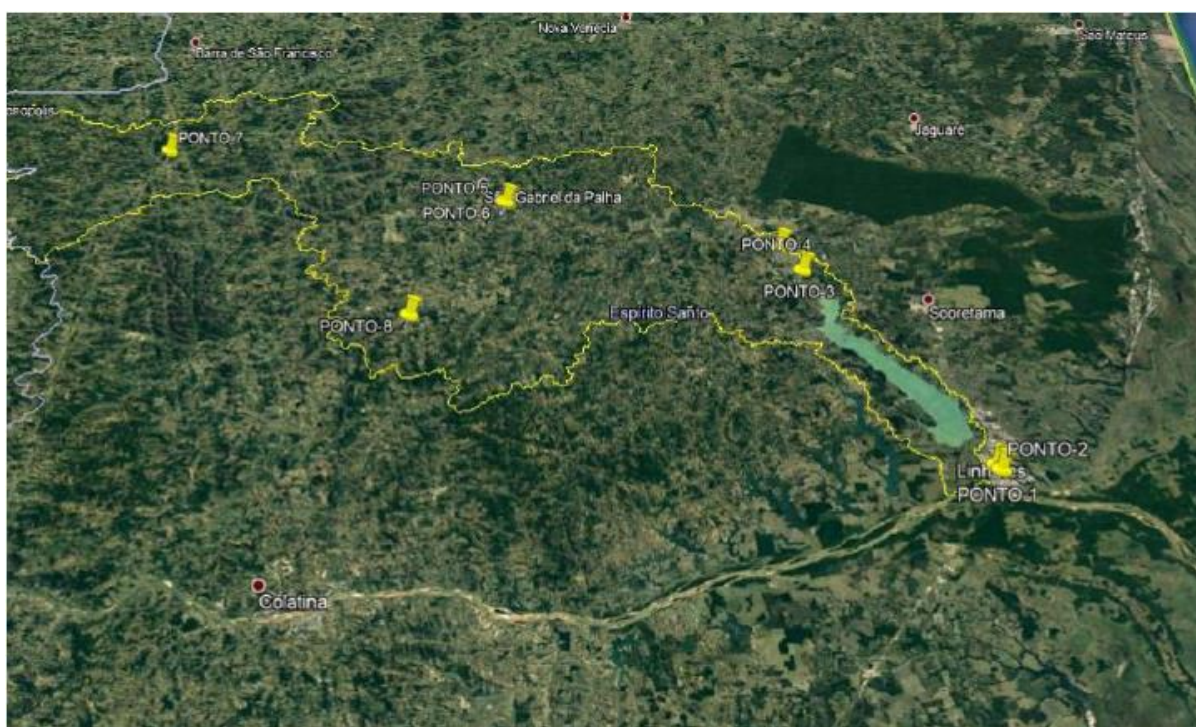 Nova Venécia
São Mateus
Barra de São Francisco
Jaguaré
PONTO-7
PONTO-5
São Gabriel da Palha
PONTO-6
PONTO-4
PONTO-3
Sooretama
Espírito Santo
PONTO-8
PONTO-2
Linhares
PONTO-1
Colatina